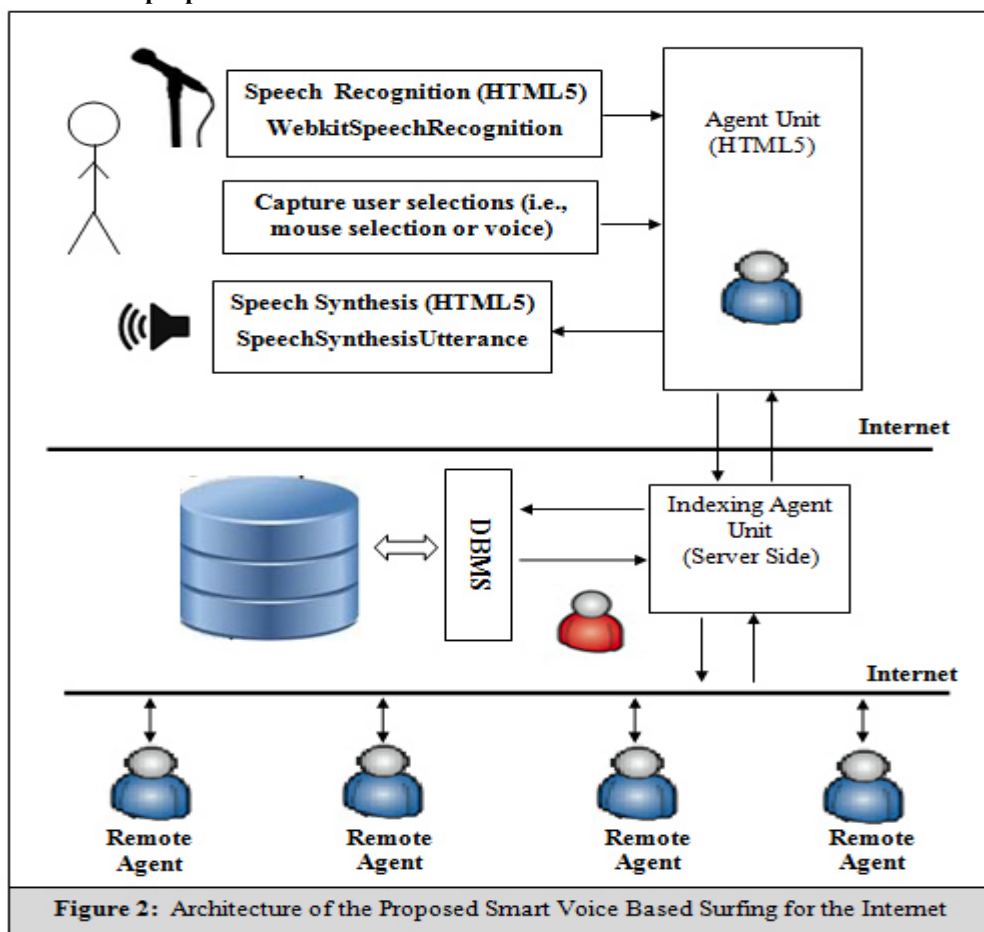 Speech Recognition (HTML5)
WebkitSpeechRecognition
Agent Unit
(HTML5)
Capture user selections (i.e.,
mouse selection or voice)
Speech Synthesis (HTML5)
SpeechSynthesisUtterance
Internet
DBMS
Indexing Agent
Unit
(Server Side)
Internet
Remote
Agent
Remote
Agent
Remote
Agent
Remote
Agent
Figure 2: Architecture of the Proposed Smart Voice Based Surfing for the Internet